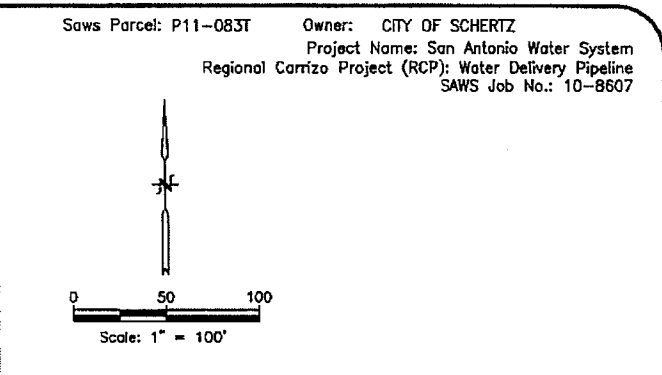 Saws Parcel: P11-083T Owner: CITY OF SCHERTZ
Project Name: San Antonio Water System
Regional Carrizo Project (RCP): Water Delivery Pipeline
SAWS Job No.: 10-8607
N
0 50 100
Scale: 1" = 100'